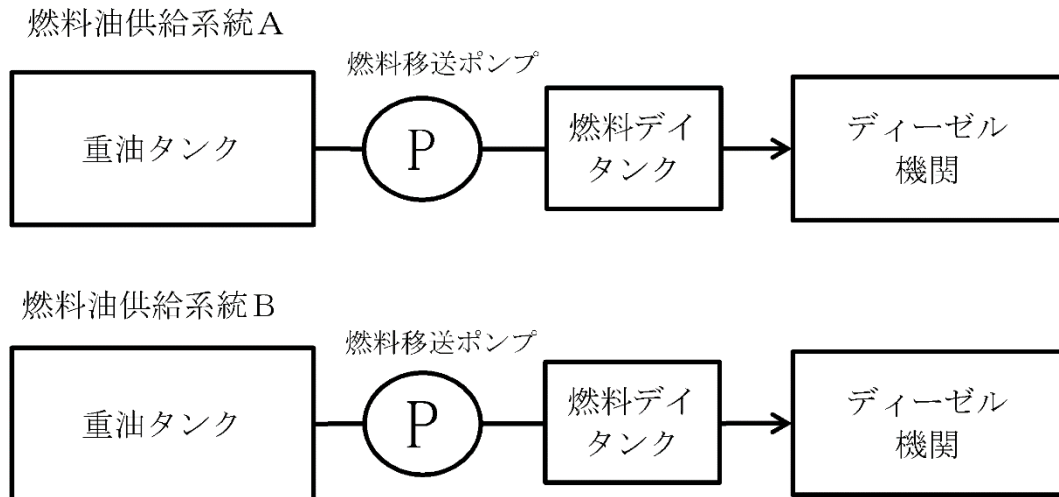 燃料油供給系統A
燃料移送ポンプ
重油タンク
P
燃料デイ
タンク
ディーゼル
機関
燃料油供給系統B
燃料移送ポンプ
重油タンク
P
燃料デイ
タンク
ディーゼル
機関